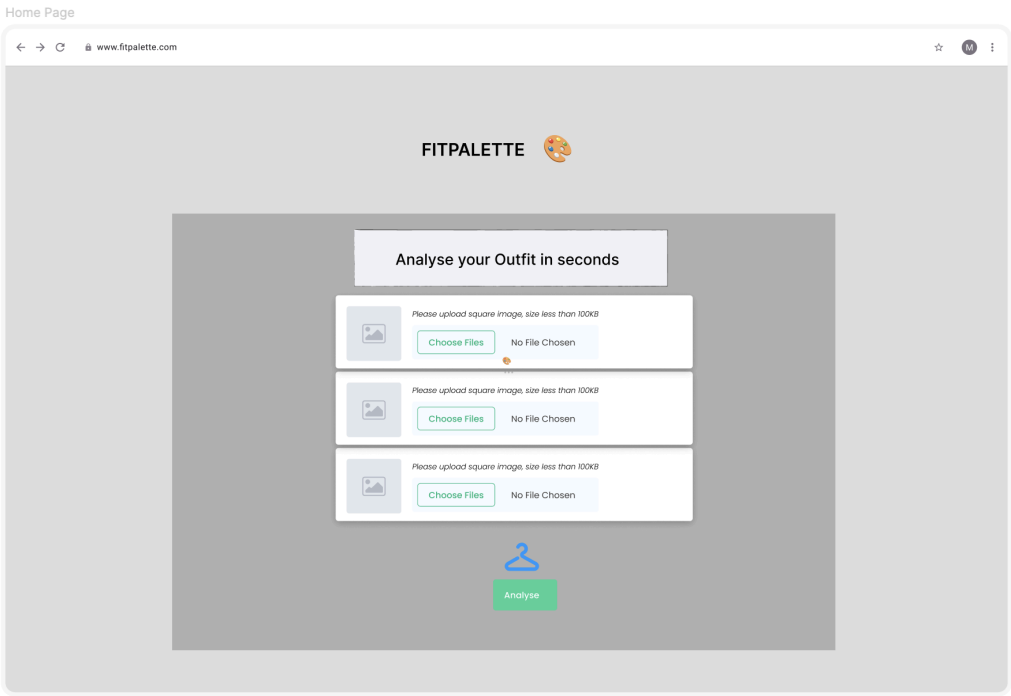 Home Page
www.fitpalette.com
M
FITPALETTE
Analyse your Outfit in seconds
Please upload square image, size less than 100KB
Choose Files No File Chosen
Please upload square image, size less than 100KB
Choose Files No File Chosen
Please upload square image, size less than 100KB
Choose Files No File Chosen
Analyse